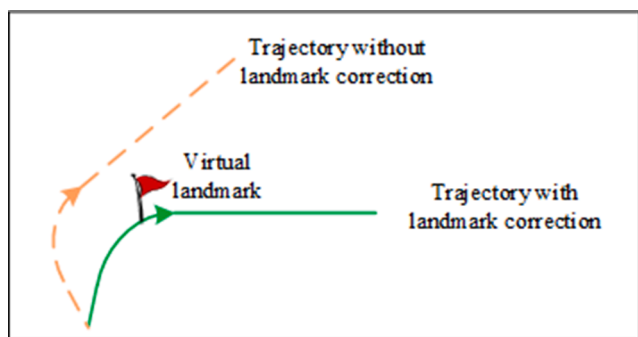 Trajectory without
landmark correction
Virtual
landmark
Trajectory with
landmark correction